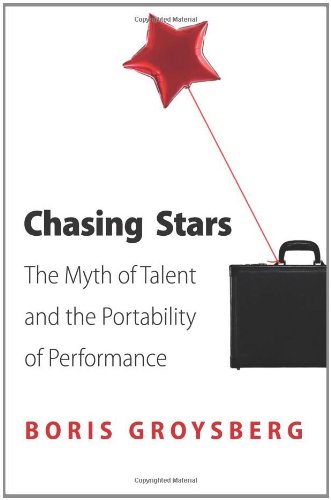 Copyrighted Material
Chasing Stars
The Myth of Talent
and the Portability
of Performance
BORIS GROYSBERG
Copyrighted Material